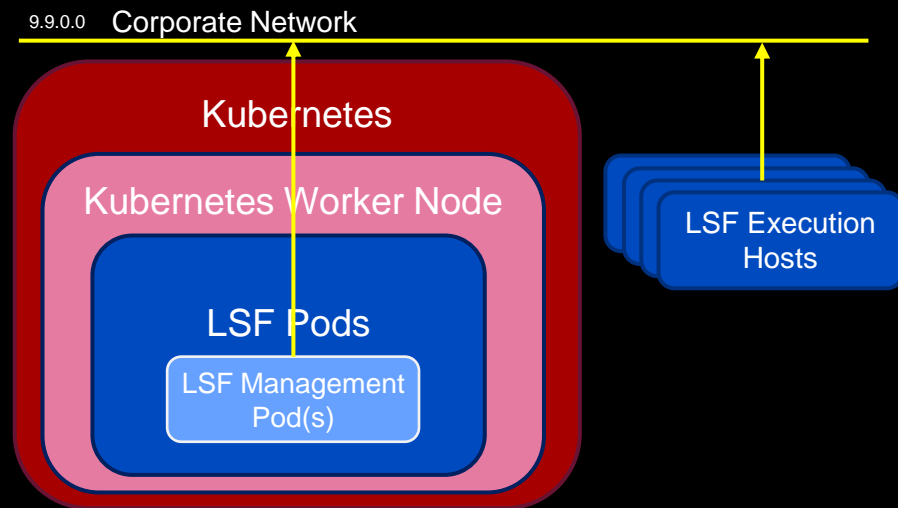 9.9.0.0 Corporate Network
Kubernetes
Kubernetes Worker Node
LSF Pods
LSF Management
Pod(s)
LSF Execution
Hosts